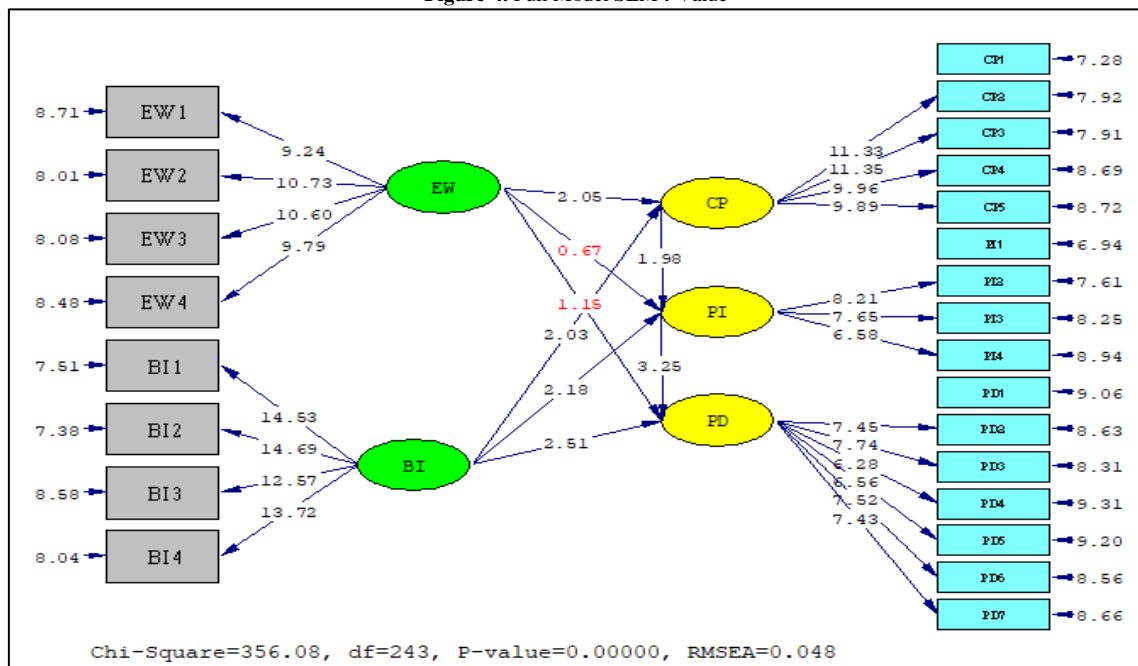 Figure 4. Full Model SEM t-Value
8.71 EW1
8.01 EW2
8.08 EW3
8.48 EW4
7.51 BI1
7.38 BI2
8.58 BI3
8.04 BI4
9.24
10.73
10.60
9.79
14.53
14.69
12.57
13.72
EW
BI
2.05
0.67
1.15
2.03
2.18
2.51
CP
1.98
PI
3.25
PD
11.33
11.35
9.96
9.89
8.21
7.65
6.58
7.45
7.74
6.28
6.56
7.52
7.43
CP1 7.28
CP2 7.92
CP3 7.91
CP4 8.69
CP5 8.72
PI1 6.94
PI2 7.61
PI3 8.25
PI4 8.94
PD1 9.06
PD2 8.63
PD3 8.31
PD4 9.31
PD5 9.20
PD6 8.56
PD7 8.66
Chi-Square=356.08, df=243, P-value=0.00000, RMSEA=0.048